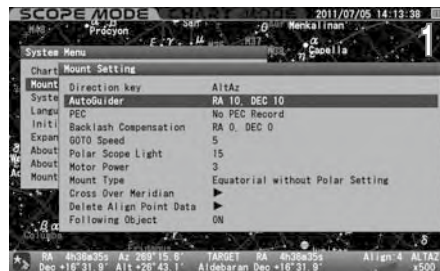 SCOPE MODE
2011/07/05 14:13:38
1
Procyon
Menkalinan
Capella
System Menu
Chart
Mount
Mount Setting
Direction key AltAz
AutoGuider RA 10, DEC 10
PEC No PEC Record
Backlash Compensation RA 0, DEC 0
GOTO Speed 5
Polar Scope Light 15
Motor Power 3
Mount Type Equatorial without Polar Setting
Cross Over Meridian ▶
Delete Align Point Data ▶
Following Object ON
Syste
Langu
Initi
Expan
About
About
Mount
RA 4h36m35s Az 269°15.6' TARGET RA 4h36m35s Align:4 ALTAZ
Dec +16°31.9' Alt +26°43.1' Aldebaran Dec +16°31.9' x500